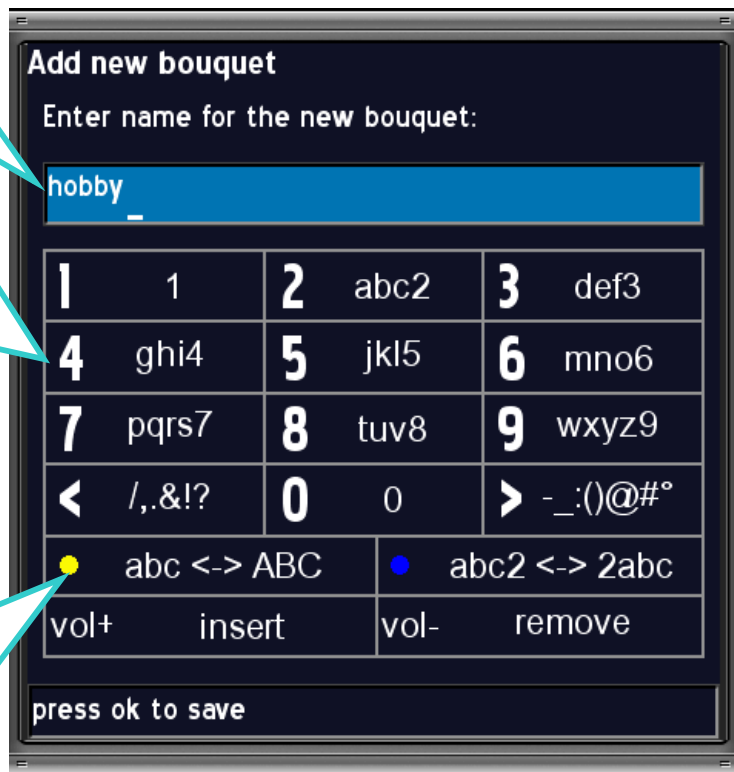 Add new bouquet
Enter name for the new bouquet:
hobby_
1 1 2 abc2 3 def3
4 ghi4 5 jkl5 6 mno6
7 pqrs7 8 tuv8 9 wxyz9
< /,.&!? 0 0 > -_:()@#°
abc <-> ABC abc2 <-> 2abc
vol+ insert vol- remove
press ok to save